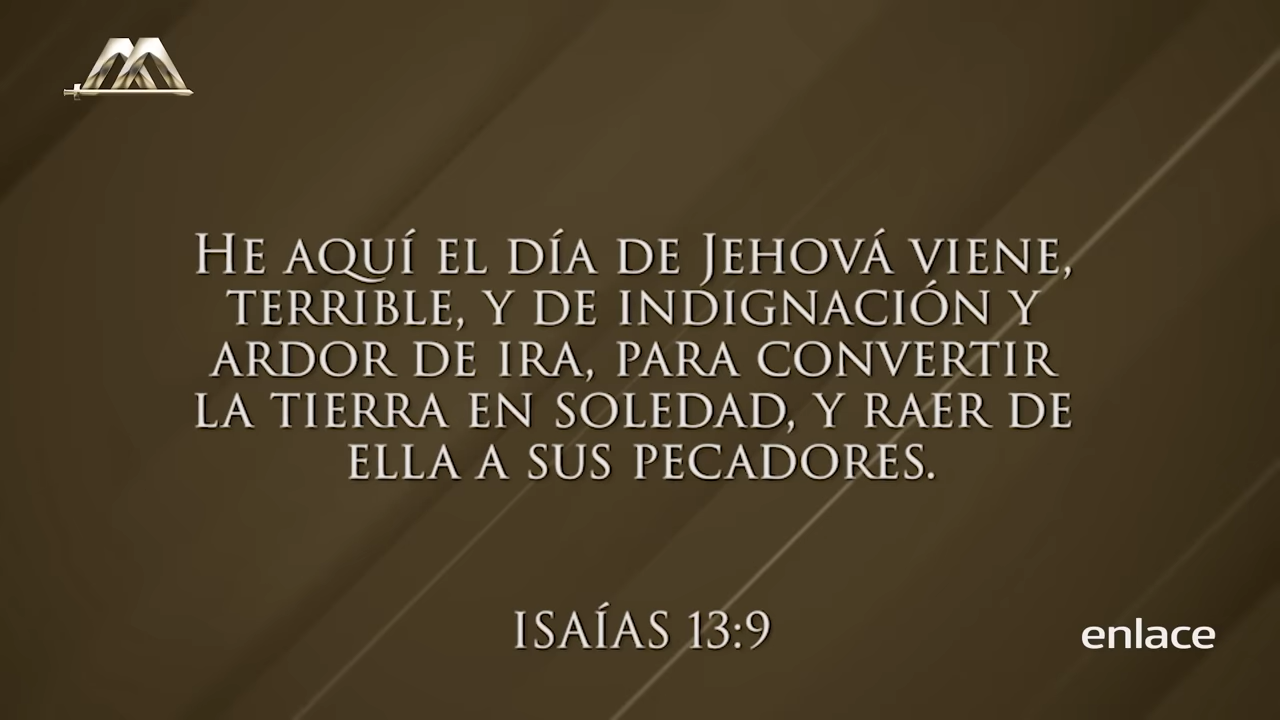 He aquí el día de Jehová viene,
terrible, y de indignación y
ardor de ira, para convertir
la tierra en soledad, y raer de
ella a sus pecadores.
Isaías 13:9
enlace